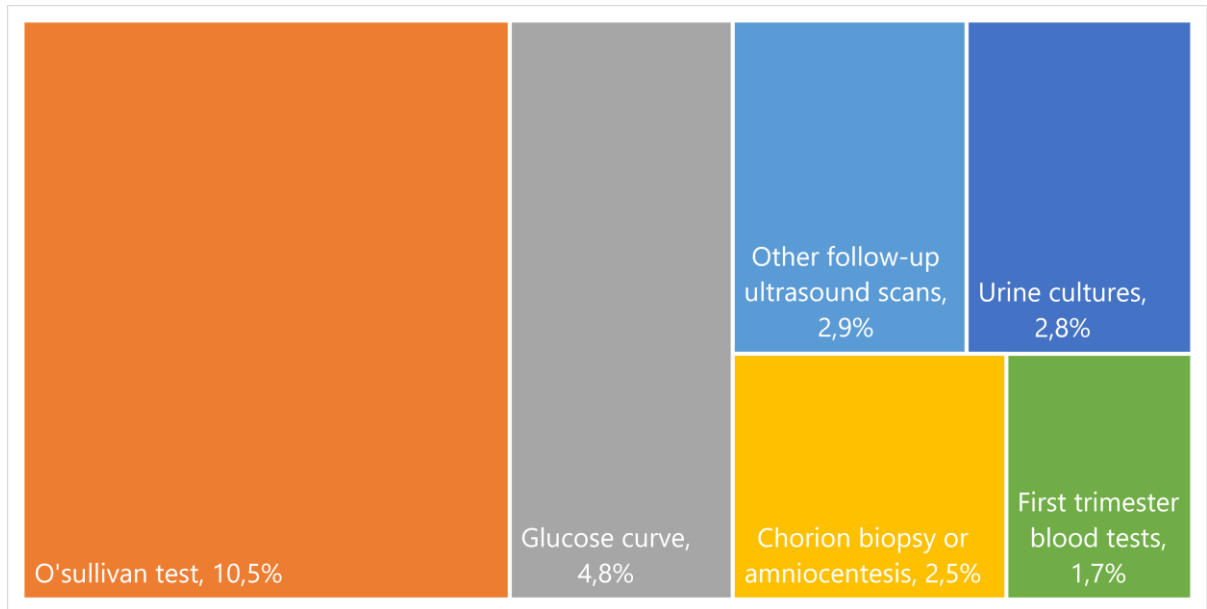 O'sullivan test, 10,5%
Glucose curve,
4,8%
Other follow-up
ultrasound scans,
2,9%
Urine cultures,
2,8%
Chorion biopsy or
amniocentesis, 2,5%
First trimester
blood tests,
1,7%